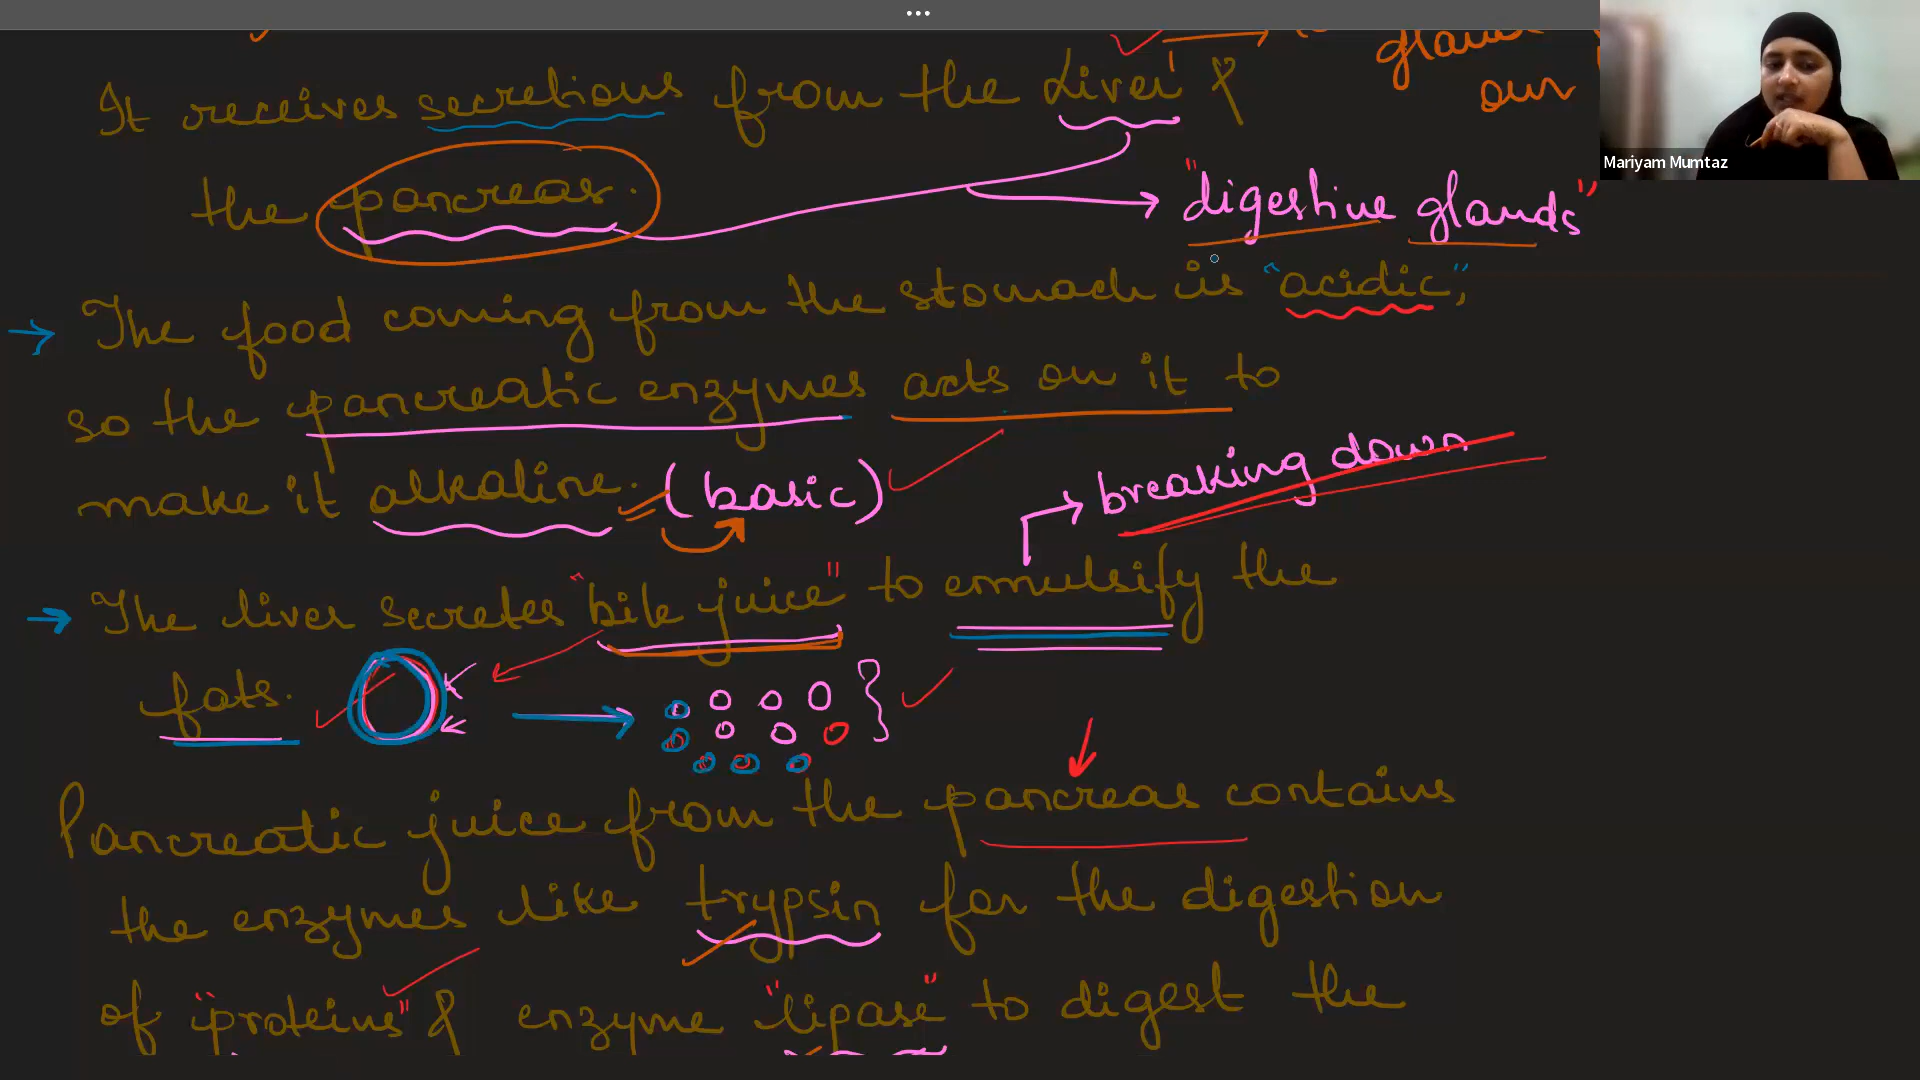 glands
our
It receives secretions from the Liver &
the pancreas.
"digestive glands"
→ The food coming from the stomach is "acidic",
so the pancreatic enzymes acts on it to
make it alkaline. (basic)
breaking down
→ The liver secretes "bile juice" to emulsify the
fats.
Pancreatic juice from the pancreas contains
the enzymes like trypsin for the digestion
of "proteins" & enzyme "lipase" to digest the
Mariyam Mumtaz